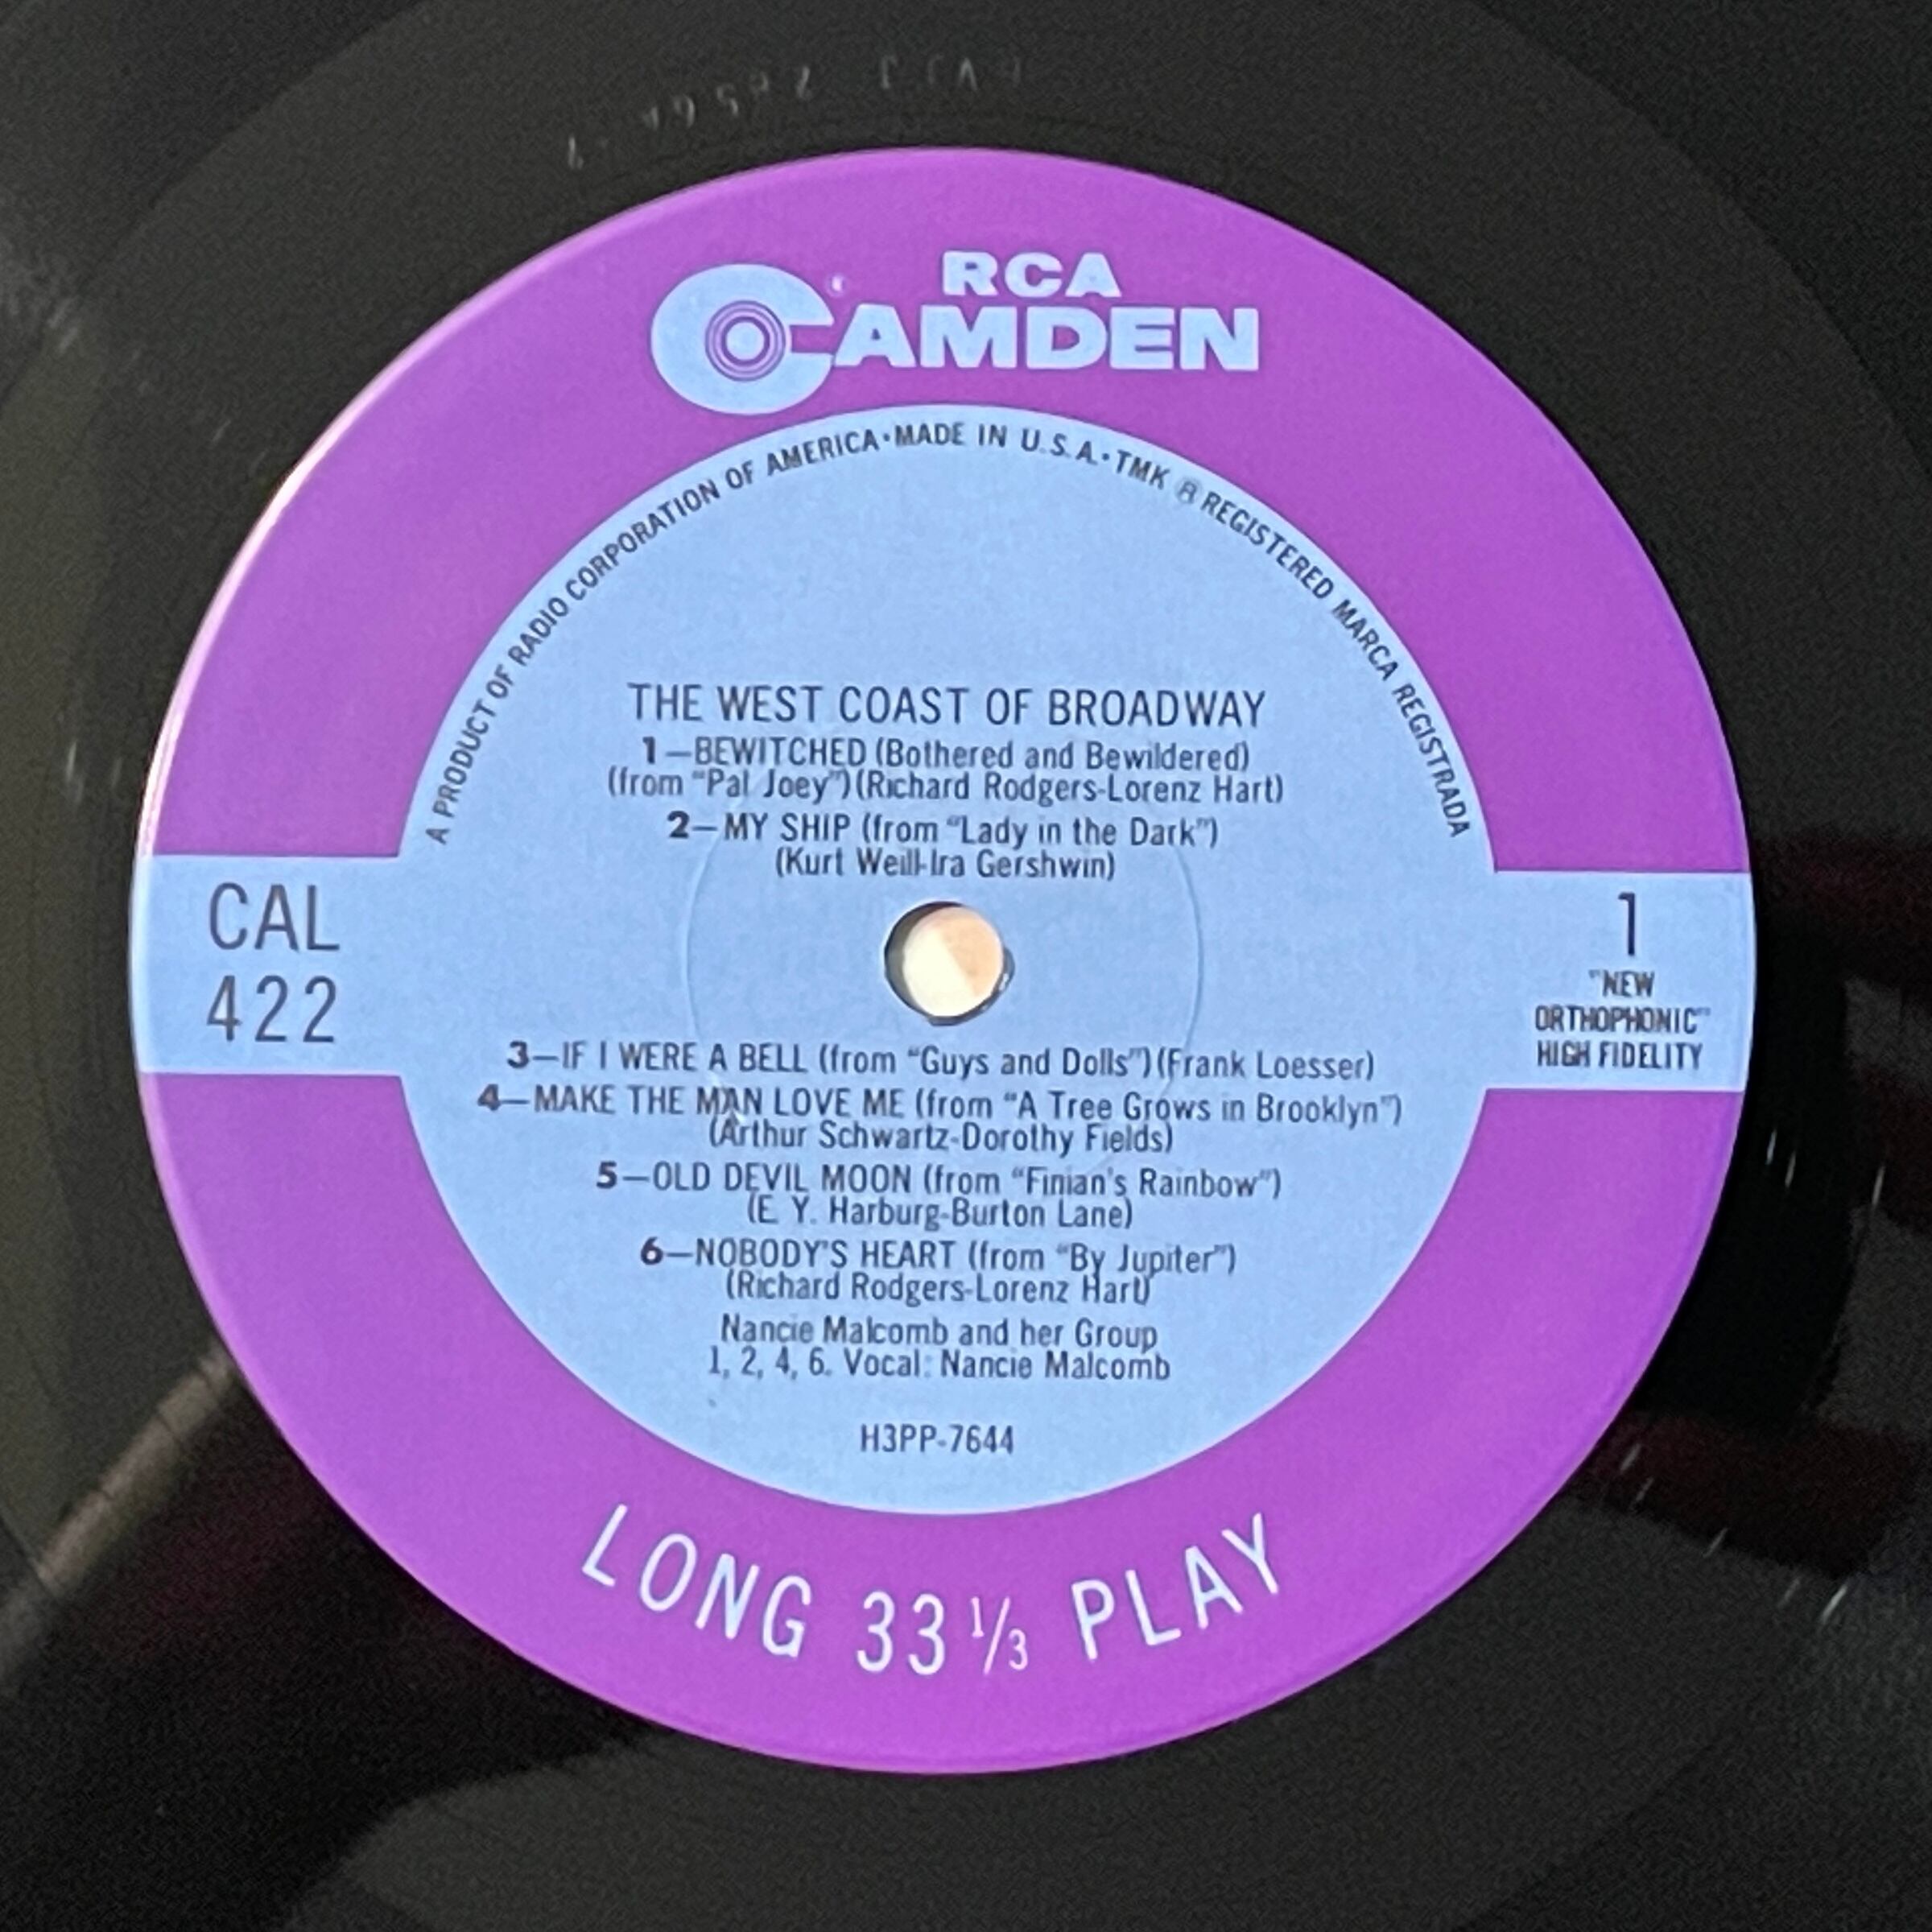 RCA
CAMDEN
A PRODUCT OF RADIO CORPORATION OF AMERICA·MADE IN U.S.A.·TMK ® REGISTERED MARCA REGISTRADA
THE WEST COAST OF BROADWAY
1—BEWITCHED (Bothered and Bewildered)
(from "Pal Joey")(Richard Rodgers-Lorenz Hart)
2—MY SHIP (from "Lady in the Dark")
(Kurt Weill-Ira Gershwin)
CAL
422
1
"NEW
ORTHOPHONIC"
HIGH FIDELITY
3—IF I WERE A BELL (from "Guys and Dolls")(Frank Loesser)
4—MAKE THE MAN LOVE ME (from "A Tree Grows in Brooklyn")
(Arthur Schwartz-Dorothy Fields)
5—OLD DEVIL MOON (from "Finian's Rainbow")
(E. Y. Harburg-Burton Lane)
6—NOBODY'S HEART (from "By Jupiter")
(Richard Rodgers-Lorenz Hart)
Nancie Malcomb and her Group
1, 2, 4, 6. Vocal: Nancie Malcomb
H3PP-7644
LONG 33 1/3 PLAY